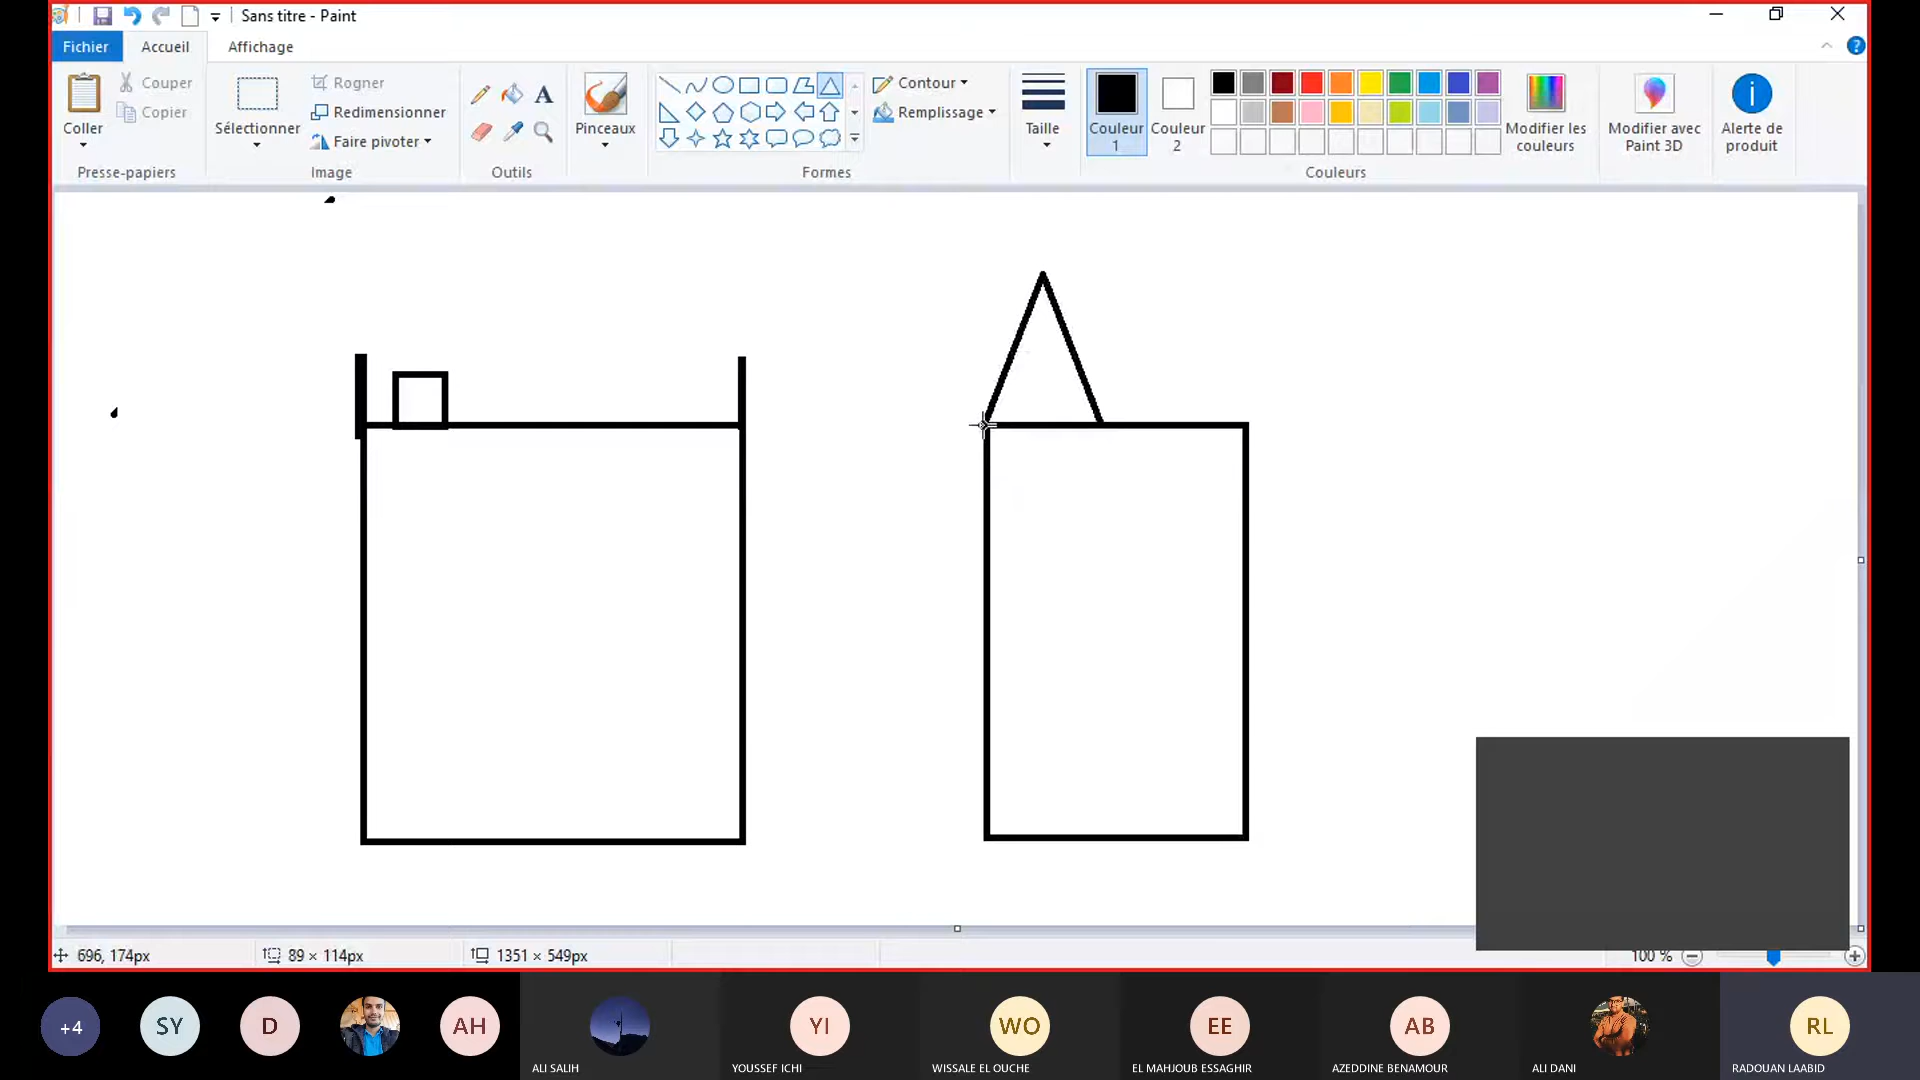 Sans titre - Paint
Fichier Accueil Affichage
Coller
Couper
Copier
Presse-papiers
Sélectionner
Rogner
Redimensionner
Faire pivoter
Image
A
Outils
Pinceaux
Contour
Remplissage
Formes
Taille
Couleur
1
Couleur
2
Modifier les
couleurs
Couleurs
Modifier avec
Paint 3D
Alerte de
produit
696, 174px 89 × 114px 1351 × 549px 100 %
+4 SY D AH YI WO EE AB RL
ALI SALIH YOUSSEF ICHI WISSALE EL OUCHE EL MAHJOUB ESSAGHIR AZEDDINE BENAMOUR ALI DANI RADOUAN LAABID